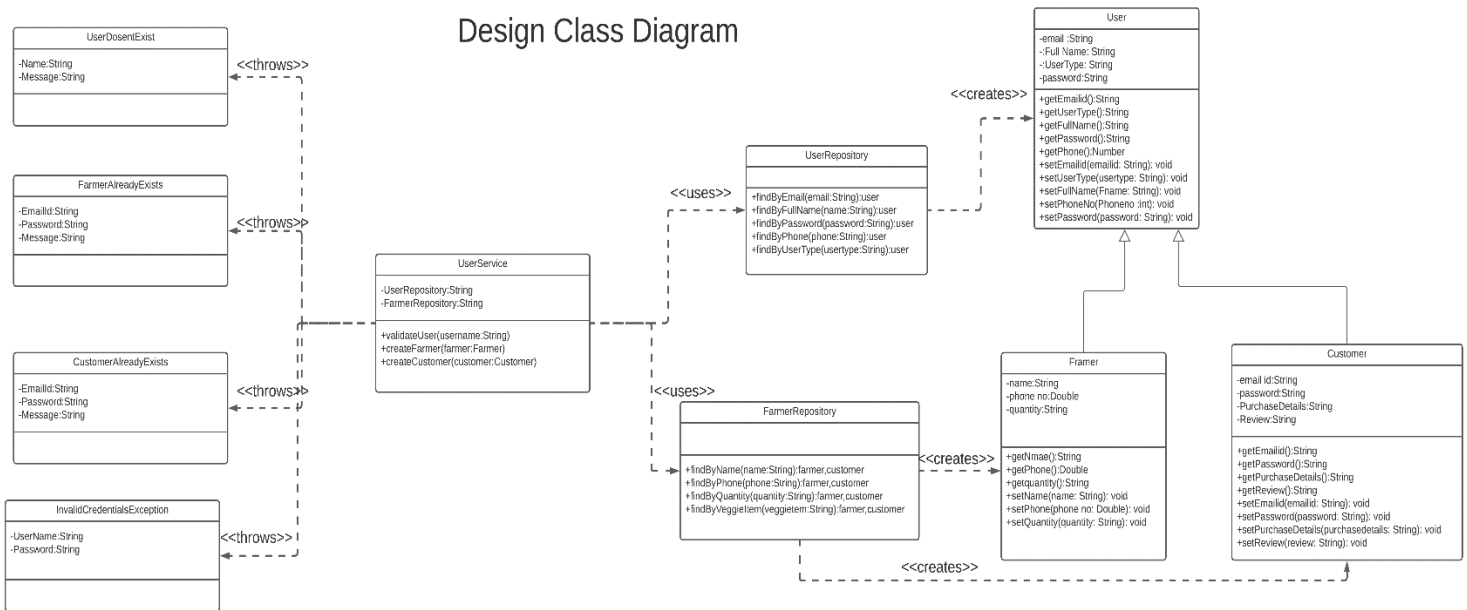 Design Class Diagram
UserDosentExist
-Name:String
-Message:String
<<throws>>
FarmerAlreadyExists
-EmailId:String
-Password:String
-Message:String
<<throws>>
CustomerAlreadyExists
-EmailId:String
-Password:String
-Message:String
<<throws>>
InvalidCredentialsException
-UserName:String
-Password:String
<<throws>>
UserService
-UserRepository:String
-FarmerRepository:String
+validateUser(username:String)
+createFarmer(farmer:Farmer)
+createCustomer(customer:Customer)
<<uses>>
<<uses>>
UserRepository
+findByEmail(email:String):user
+findByFullName(name:String):user
+findByPassword(password:String):user
+findByPhone(phone:String):user
+findByUserType(usertype:String):user
<<creates>>
FarmerRepository
+findByName(name:String):farmer,customer
+findByPhone(phone:String):farmer,customer
+findByQuantity(quantity:String):farmer,customer
+findByVeggieItem(veggietem:String):farmer,customer
<<creates>>
<<creates>>
User
-email :String
-:Full Name: String
-:UserType: String
-password:String
+getEmailid():String
+getUserType():String
+getFullName():String
+getPassword():String
+getPhone():Number
+setEmailid(emailid: String): void
+setUserType(usertype: String): void
+setFullName(Fname: String): void
+setPhoneNo(Phoneno :int): void
+setPassword(password: String): void
Framer
-name:String
-phone no:Double
-quantity:String
+getNmae():String
+getPhone():Double
+getquantity():String
+setName(name: String): void
+setPhone(phone no: Double): void
+setQuantity(quantity: String): void
Customer
-email id:String
-password:String
-PurchaseDetails:String
-Review:String
+getEmailid():String
+getPassword():String
+getPurchaseDetails():String
+getReview():String
+setEmailid(emailid: String): void
+setPassword(password: String): void
+setPurchaseDetails(purchasedetails: String): void
+setReview(review: String): void